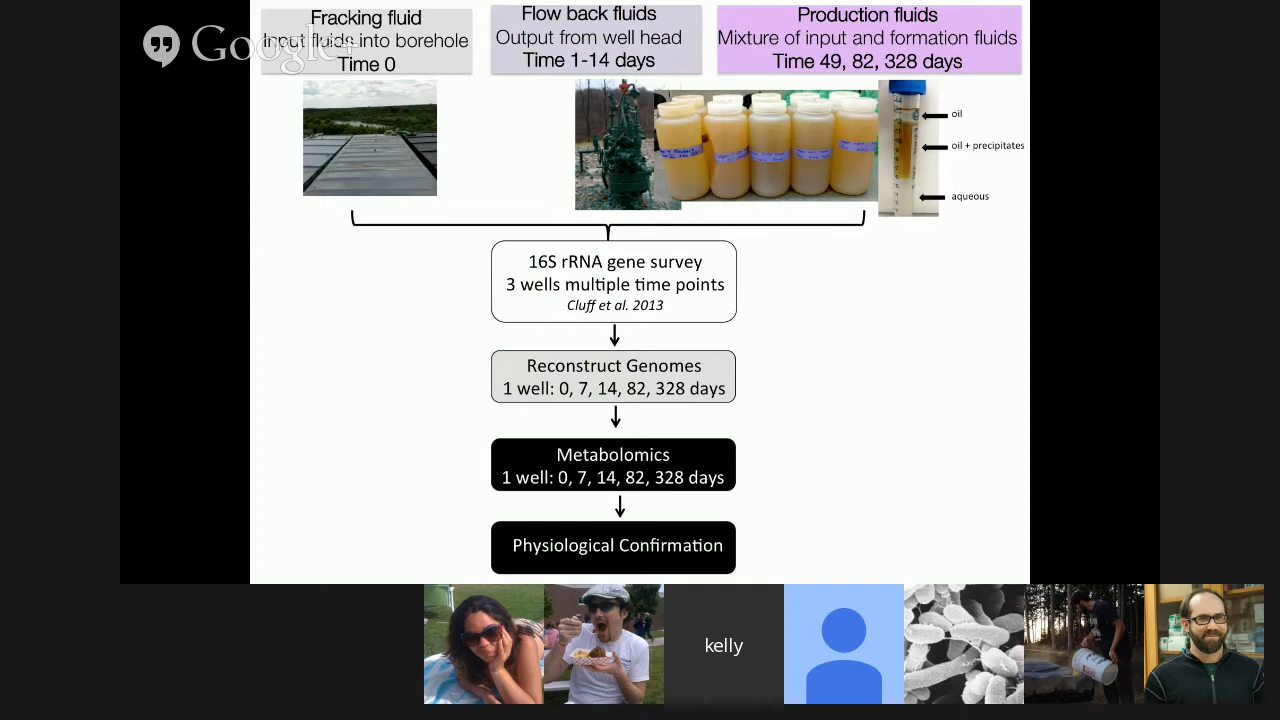 Google+
Fracking fluid
Input fluids into borehole
Time 0
Flow back fluids
Output from well head
Time 1-14 days
Production fluids
Mixture of input and formation fluids
Time 49, 82, 328 days
oil
oil + precipitates
aqueous
16S rRNA gene survey
3 wells multiple time points
Cluff et al. 2013
Reconstruct Genomes
1 well: 0, 7, 14, 82, 328 days
Metabolomics
1 well: 0, 7, 14, 82, 328 days
Physiological Confirmation
kelly